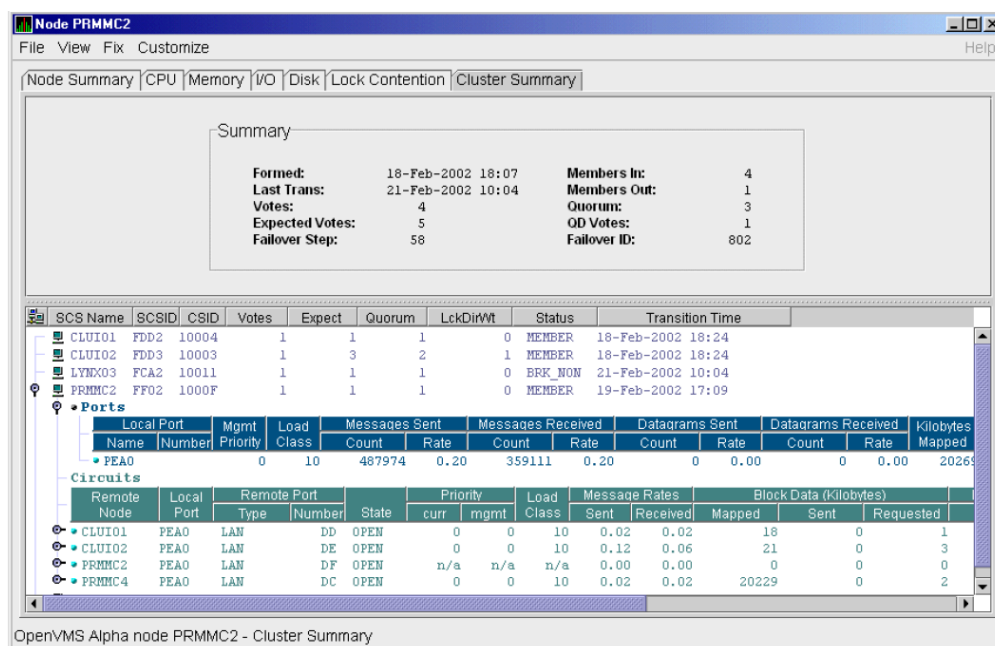 Node PRMMC2
File View Fix Customize Help
Node Summary CPU Memory I/O Disk Lock Contention Cluster Summary
Summary
Formed: 18-Feb-2002 18:07 Members In: 4
Last Trans: 21-Feb-2002 10:04 Members Out: 1
Votes: 4 Quorum: 3
Expected Votes: 5 QD Votes: 1
Failover Step: 58 Failover ID: 802
SCS Name SCSID CSID Votes Expect Quorum LckDirWt Status Transition Time
CLUI01 FDD2 10004 1 1 1 0 MEMBER 18-Feb-2002 18:24
CLUI02 FDD3 10003 1 3 2 1 MEMBER 18-Feb-2002 18:24
LYNX03 FCA2 10011 1 1 1 0 BRK_NON 21-Feb-2002 10:04
PRMMC2 FF02 1000F 1 1 1 0 MEMBER 19-Feb-2002 17:09
Ports
Local Port Mgmt Load Messages Sent Messages Received Datagrams Sent Datagrams Received Kilobytes
Name Number Priority Class Count Rate Count Rate Count Rate Count Rate Mapped
PEA0 0 10 487974 0.20 359111 0.20 0 0.00 0 0.00 20269
Circuits
Remote Local Remote Port Priority Load Message Rates Block Data (Kilobytes)
Node Port Type Number State curr mgmt Class Sent Received Mapped Sent Requested
CLUI01 PEA0 LAN DD OPEN 0 0 10 0.02 0.02 18 0 1
CLUI02 PEA0 LAN DE OPEN 0 0 10 0.12 0.06 21 0 3
PRMMC2 PEA0 LAN DF OPEN n/a n/a n/a 0.00 0.00 0 0 0
PRMMC4 PEA0 LAN DC OPEN 0 0 10 0.02 0.02 20229 0 2
OpenVMS Alpha node PRMMC2 - Cluster Summary